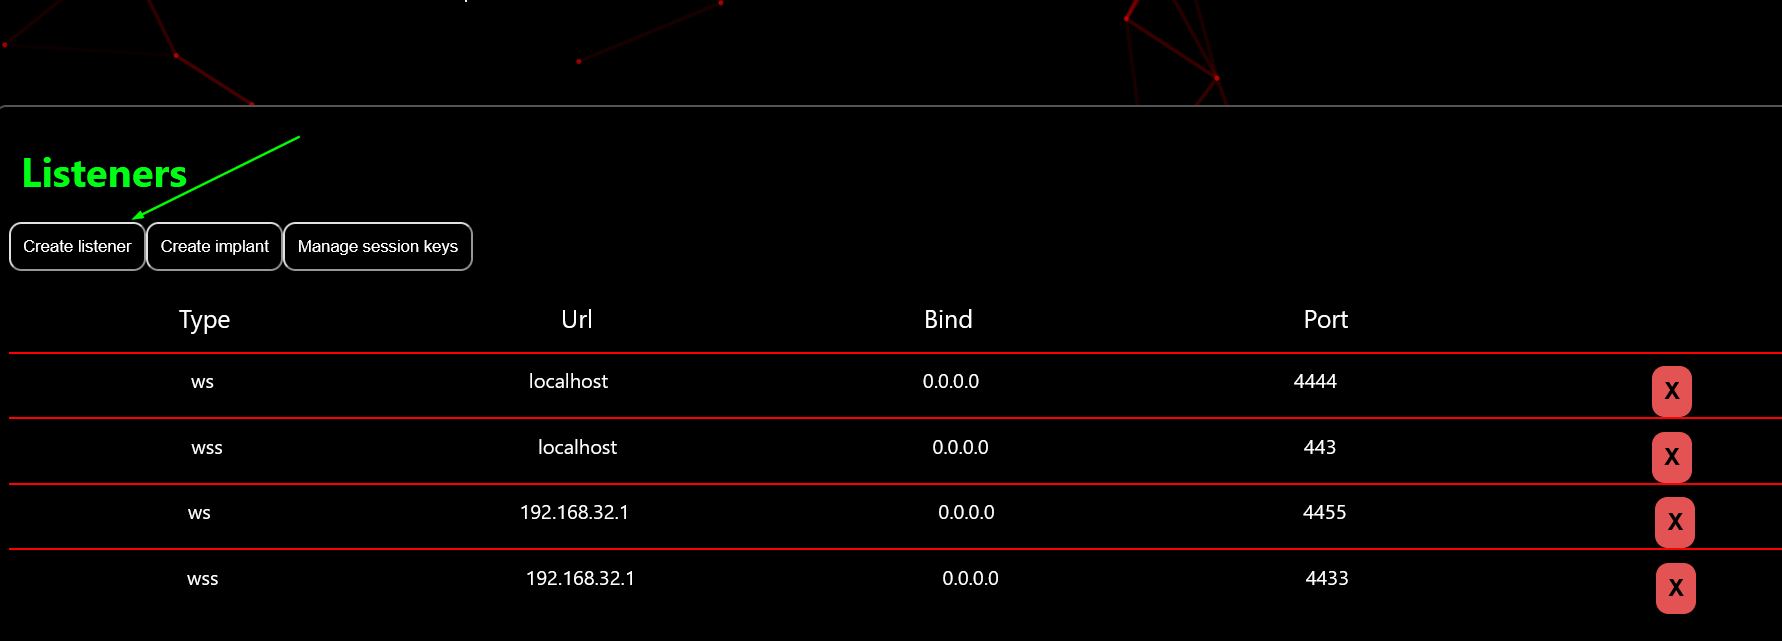 Listeners
Create listener Create implant Manage session keys
Type Url Bind Port
ws localhost 0.0.0.0 4444 X
wss localhost 0.0.0.0 443 X
ws 192.168.32.1 0.0.0.0 4455 X
wss 192.168.32.1 0.0.0.0 4433 X